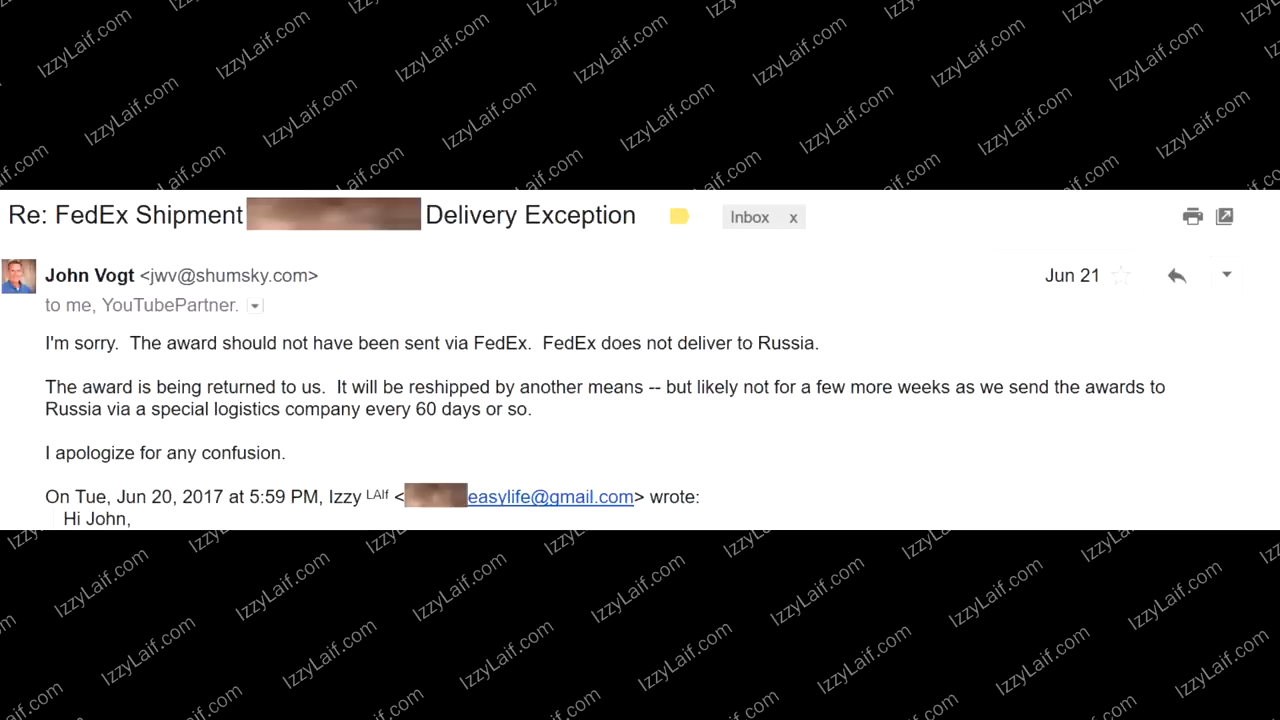 Re: FedEx Shipment Delivery Exception
Inbox x
John Vogt <jwv@shumsky.com>
Jun 21
to me, YouTubePartner.
I'm sorry.  The award should not have been sent via FedEx.  FedEx does not deliver to Russia.
The award is being returned to us.  It will be reshipped by another means -- but likely not for a few more weeks as we send the awards to
Russia via a special logistics company every 60 days or so.
I apologize for any confusion.
On Tue, Jun 20, 2017 at 5:59 PM, Izzy LAIf < easylife@gmail.com> wrote:
Hi John,
IzzyLaif.com